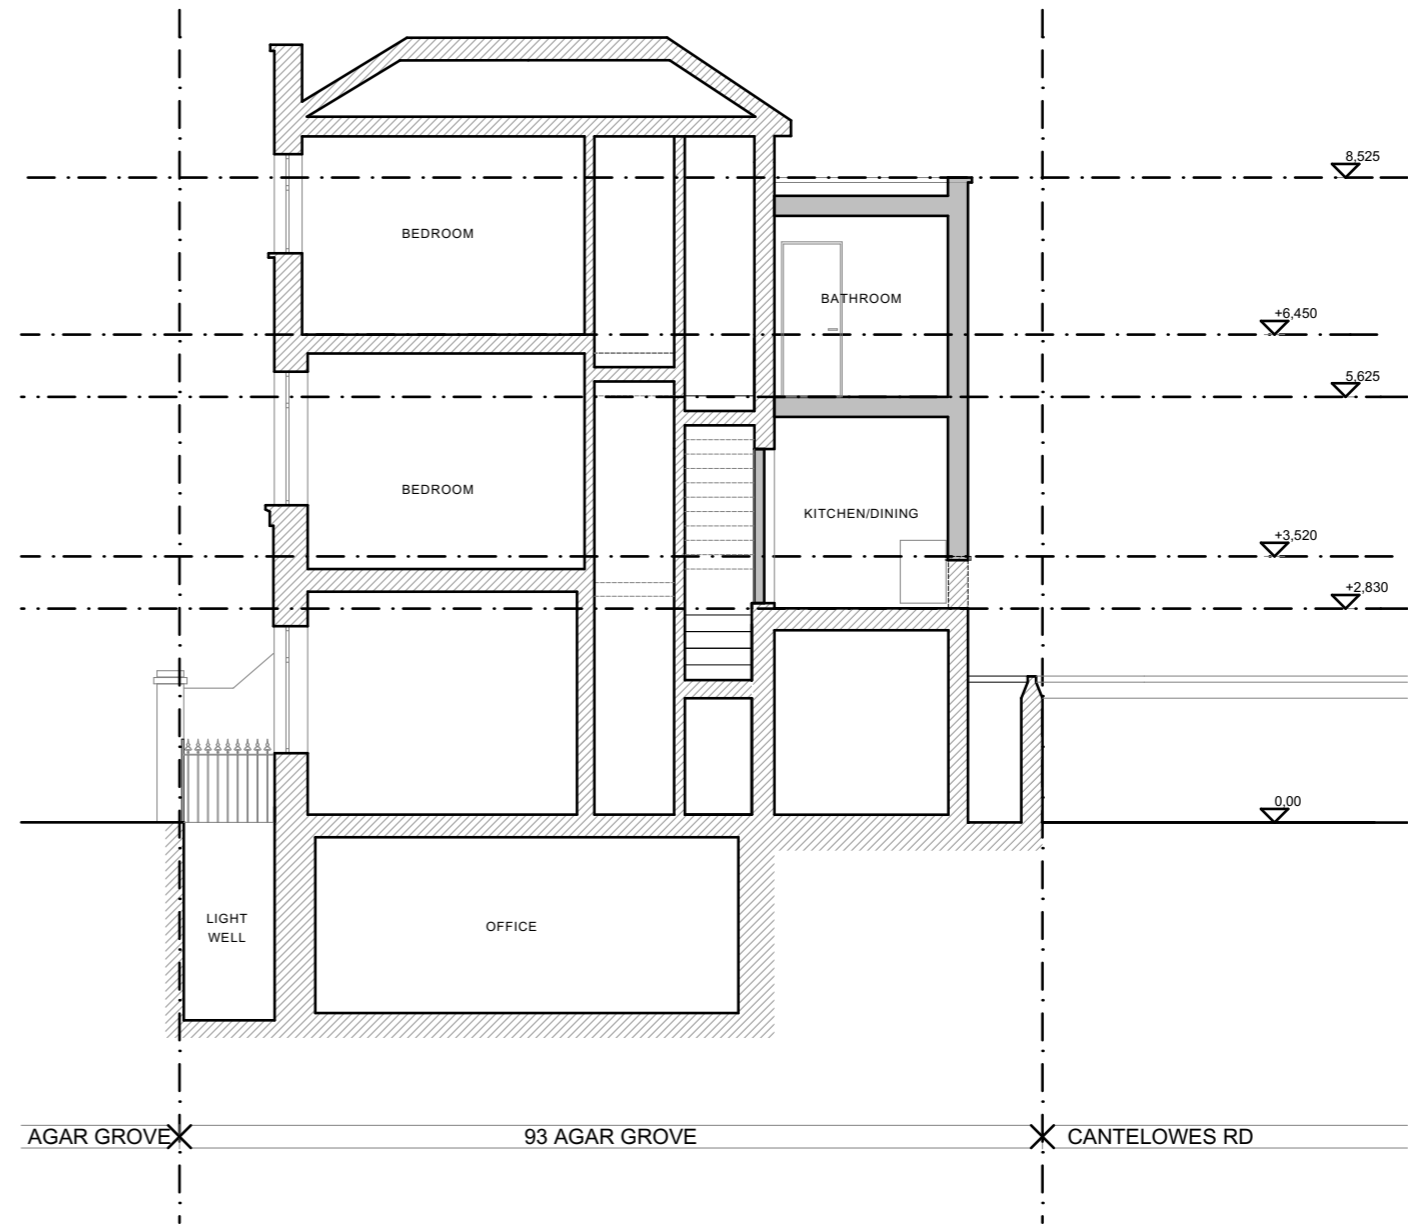 8,525
BEDROOM
BATHROOM
+6,450
5,625
BEDROOM
KITCHEN/DINING
+3,520
+2,830
0,00
LIGHT
WELL
OFFICE
AGAR GROVE
93 AGAR GROVE
CANTELOWES RD